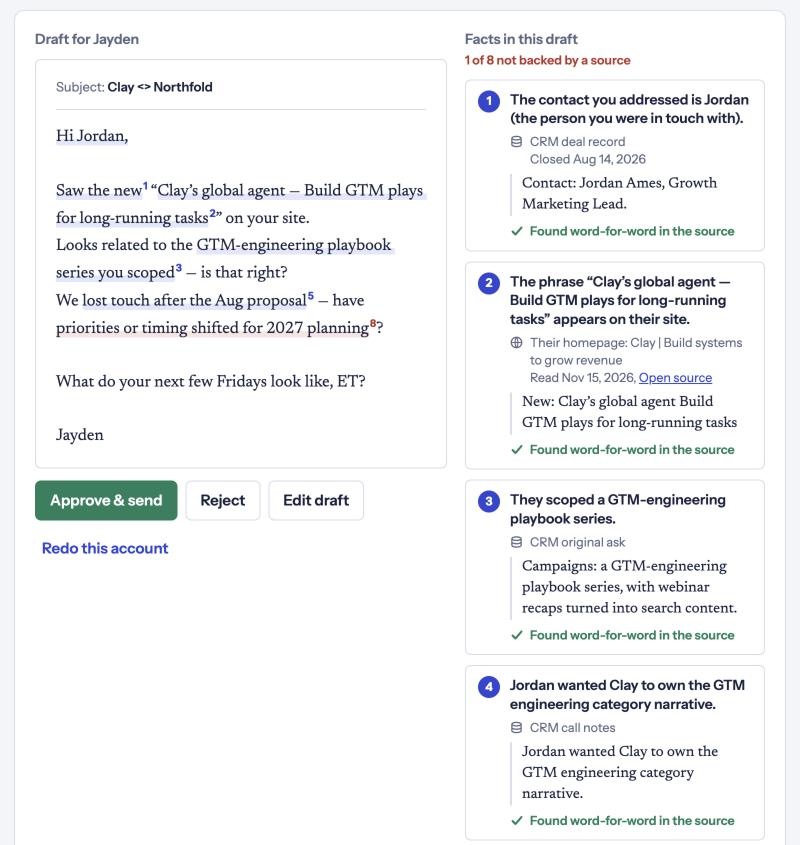 Draft for Jayden
Subject: Clay <> Northfold
Hi Jordan,
Saw the new1 “Clay’s global agent – Build GTM plays
for long-running tasks2” on your site.
Looks related to the GTM-engineering playbook
series you scoped3 – is that right?
We lost touch after the Aug proposal5 – have
priorities or timing shifted for 2027 planning8?
What do your next few Fridays look like, ET?
Jayden
Approve & send
Reject
Edit draft
Redo this account
Facts in this draft
1 of 8 not backed by a source
1
The contact you addressed is Jordan
(the person you were in touch with).
CRM deal record
Closed Aug 14, 2026
Contact: Jordan Ames, Growth
Marketing Lead.
Found word-for-word in the source
2
The phrase “Clay’s global agent —
Build GTM plays for long-running
tasks” appears on their site.
Their homepage: Clay | Build systems
to grow revenue
Read Nov 15, 2026, Open source
New: Clay’s global agent Build
GTM plays for long-running tasks
Found word-for-word in the source
3
They scoped a GTM-engineering
playbook series.
CRM original ask
Campaigns: a GTM-engineering
playbook series, with webinar
recaps turned into search content.
Found word-for-word in the source
4
Jordan wanted Clay to own the GTM
engineering category narrative.
CRM call notes
Jordan wanted Clay to own the
GTM engineering category
narrative.
Found word-for-word in the source